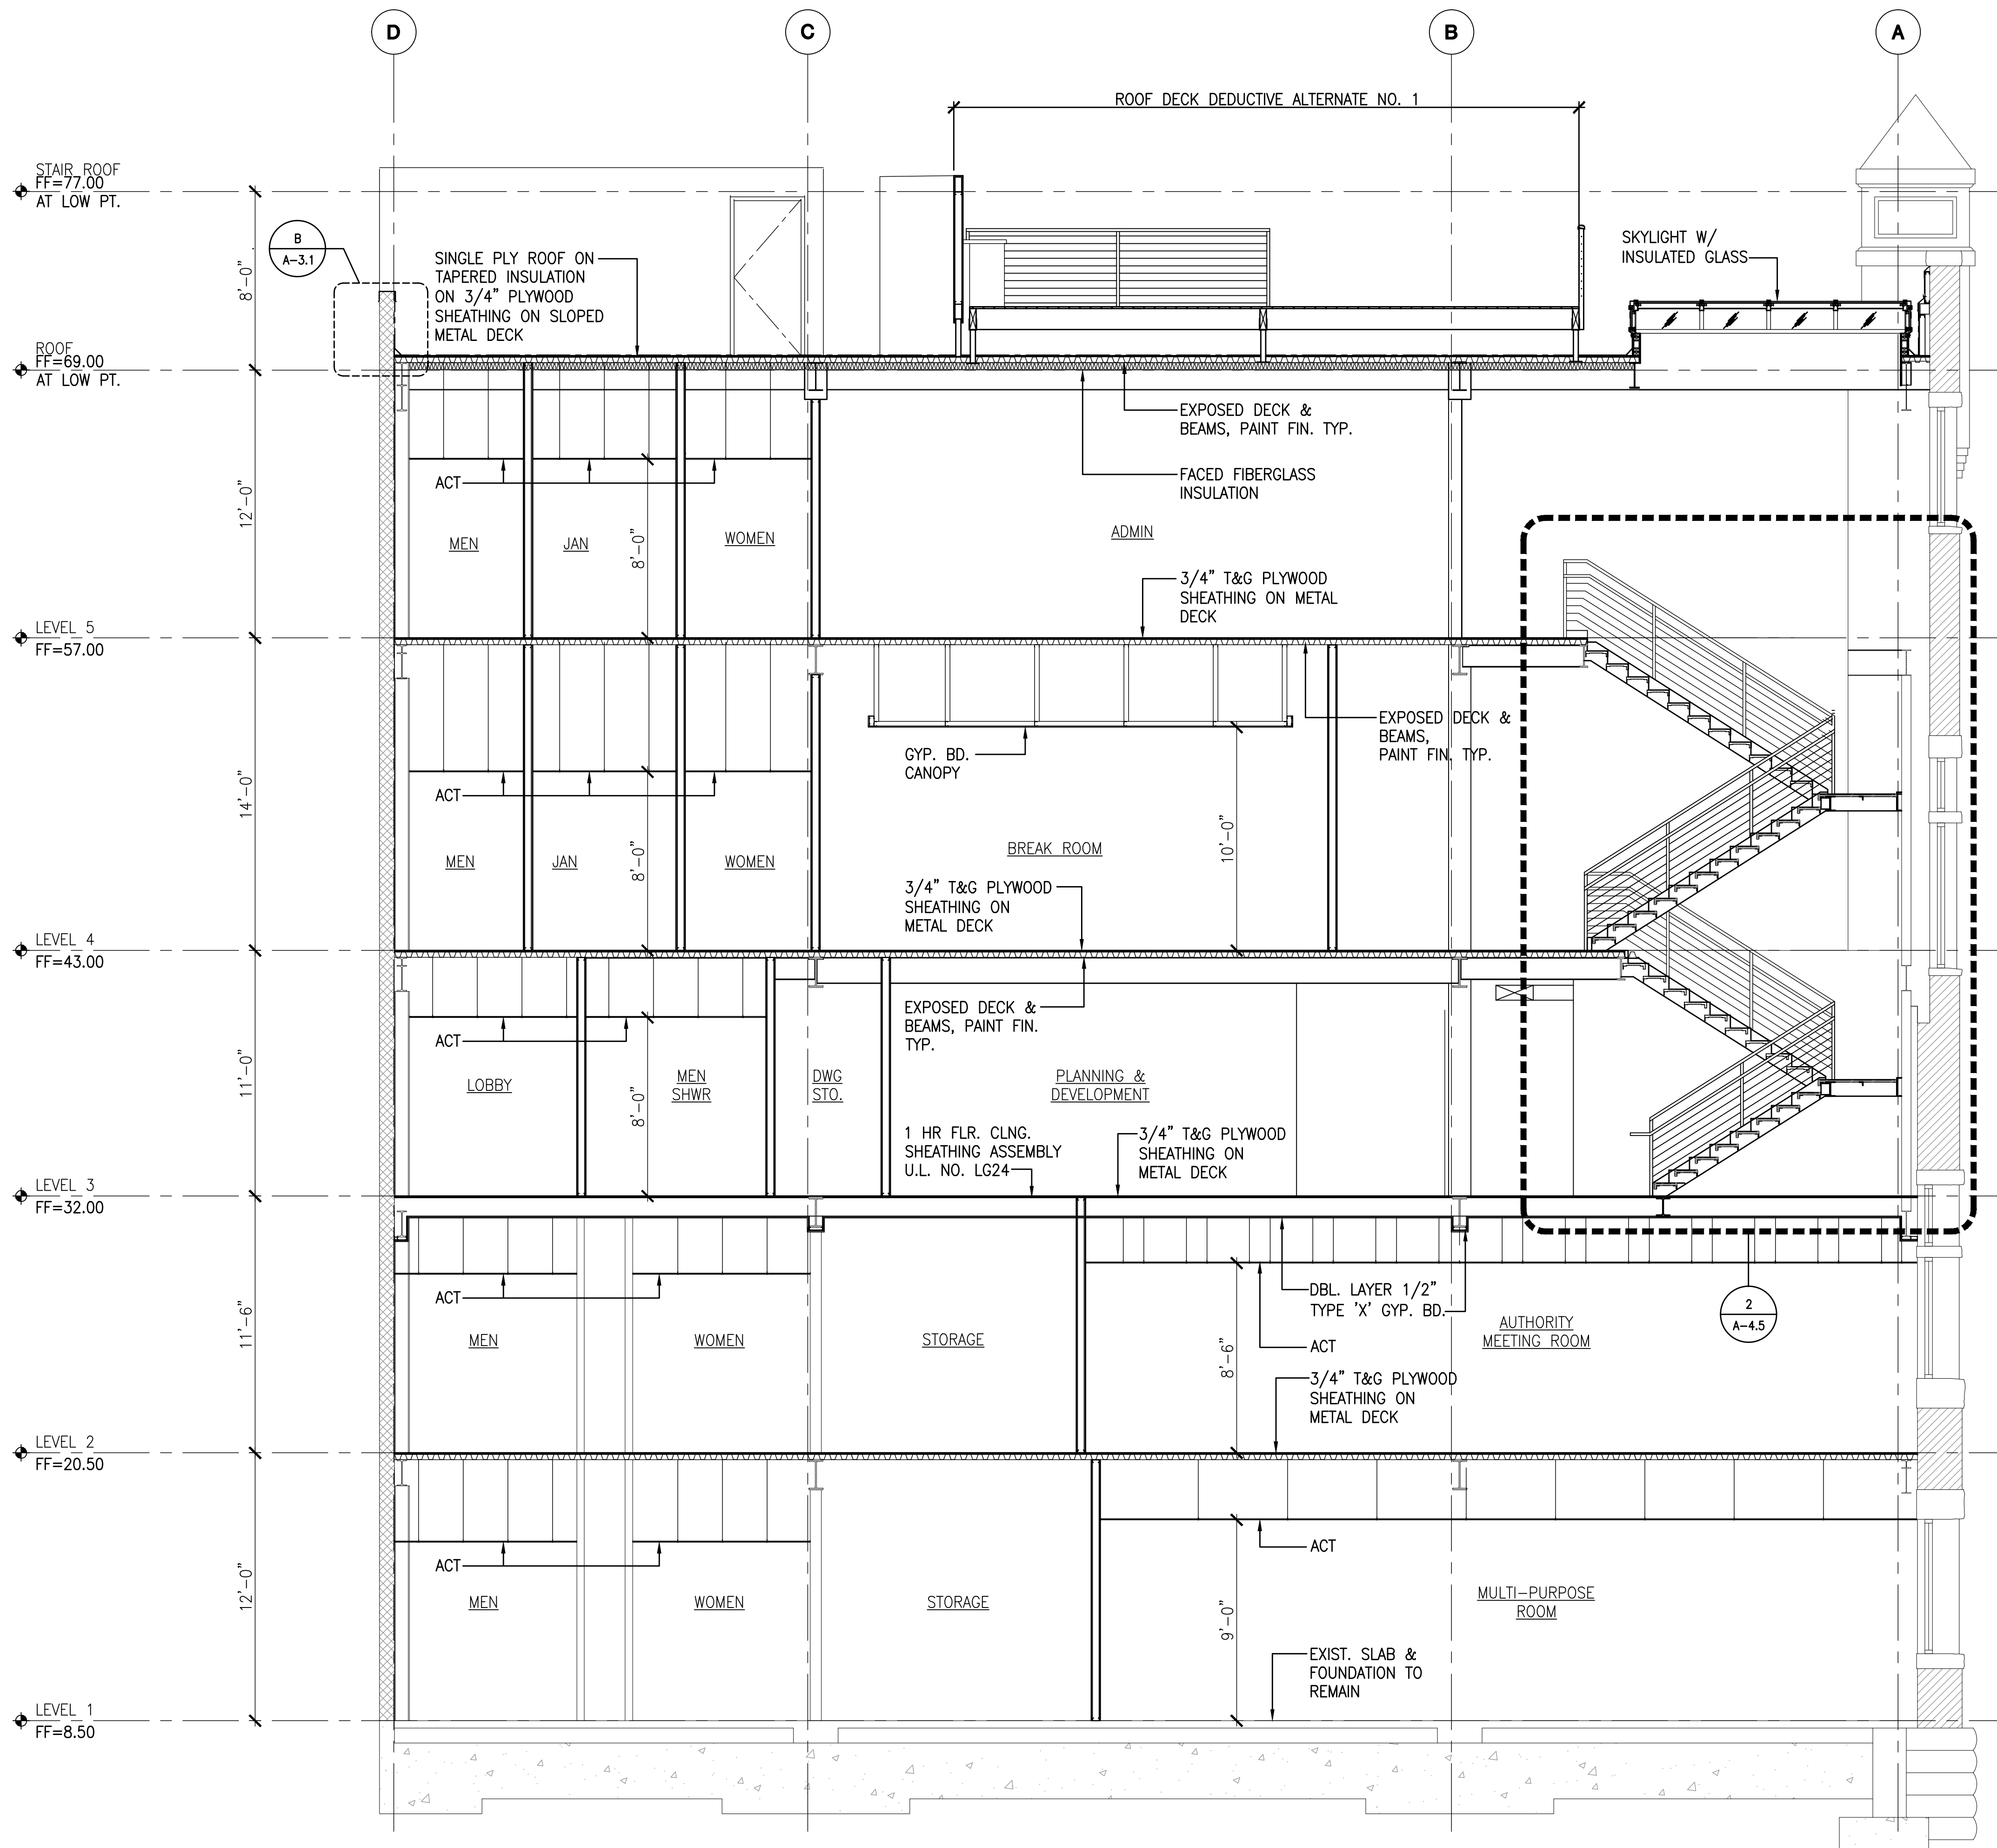 D
C
B
A
ROOF DECK DEDUCTIVE ALTERNATE NO. 1
STAIR ROOF
FF=77.00
AT LOW PT.
B
A-3.1
8'-0"
SINGLE PLY ROOF ON
TAPERED INSULATION
ON 3/4" PLYWOOD
SHEATHING ON SLOPED
METAL DECK
SKYLIGHT W/
INSULATED GLASS
ROOF
FF=69.00
AT LOW PT.
EXPOSED DECK &
BEAMS, PAINT FIN. TYP.
FACED FIBERGLASS
INSULATION
ACT
12'-0"
MEN
JAN
8'-0"
WOMEN
ADMIN
3/4" T&G PLYWOOD
SHEATHING ON METAL
DECK
LEVEL 5
FF=57.00
GYP. BD.
CANOPY
EXPOSED DECK &
BEAMS,
PAINT FIN. TYP.
ACT
14'-0"
MEN
JAN
8'-0"
WOMEN
BREAK ROOM
10'-0"
3/4" T&G PLYWOOD
SHEATHING ON
METAL DECK
LEVEL 4
FF=43.00
EXPOSED DECK &
BEAMS, PAINT FIN.
TYP.
ACT
11'-0"
LOBBY
8'-0"
MEN
SHWR
DWG
STO.
PLANNING &
DEVELOPMENT
1 HR FLR. CLNG.
SHEATHING ASSEMBLY
U.L. NO. LG24
3/4" T&G PLYWOOD
SHEATHING ON
METAL DECK
LEVEL 3
FF=32.00
ACT
DBL. LAYER 1/2"
TYPE 'X' GYP. BD.
2
A-4.5
11'-6"
MEN
WOMEN
STORAGE
8'-6"
ACT
AUTHORITY
MEETING ROOM
3/4" T&G PLYWOOD
SHEATHING ON
METAL DECK
LEVEL 2
FF=20.50
ACT
ACT
12'-0"
MEN
WOMEN
STORAGE
9'-0"
MULTI-PURPOSE
ROOM
EXIST. SLAB &
FOUNDATION TO
REMAIN
LEVEL 1
FF=8.50